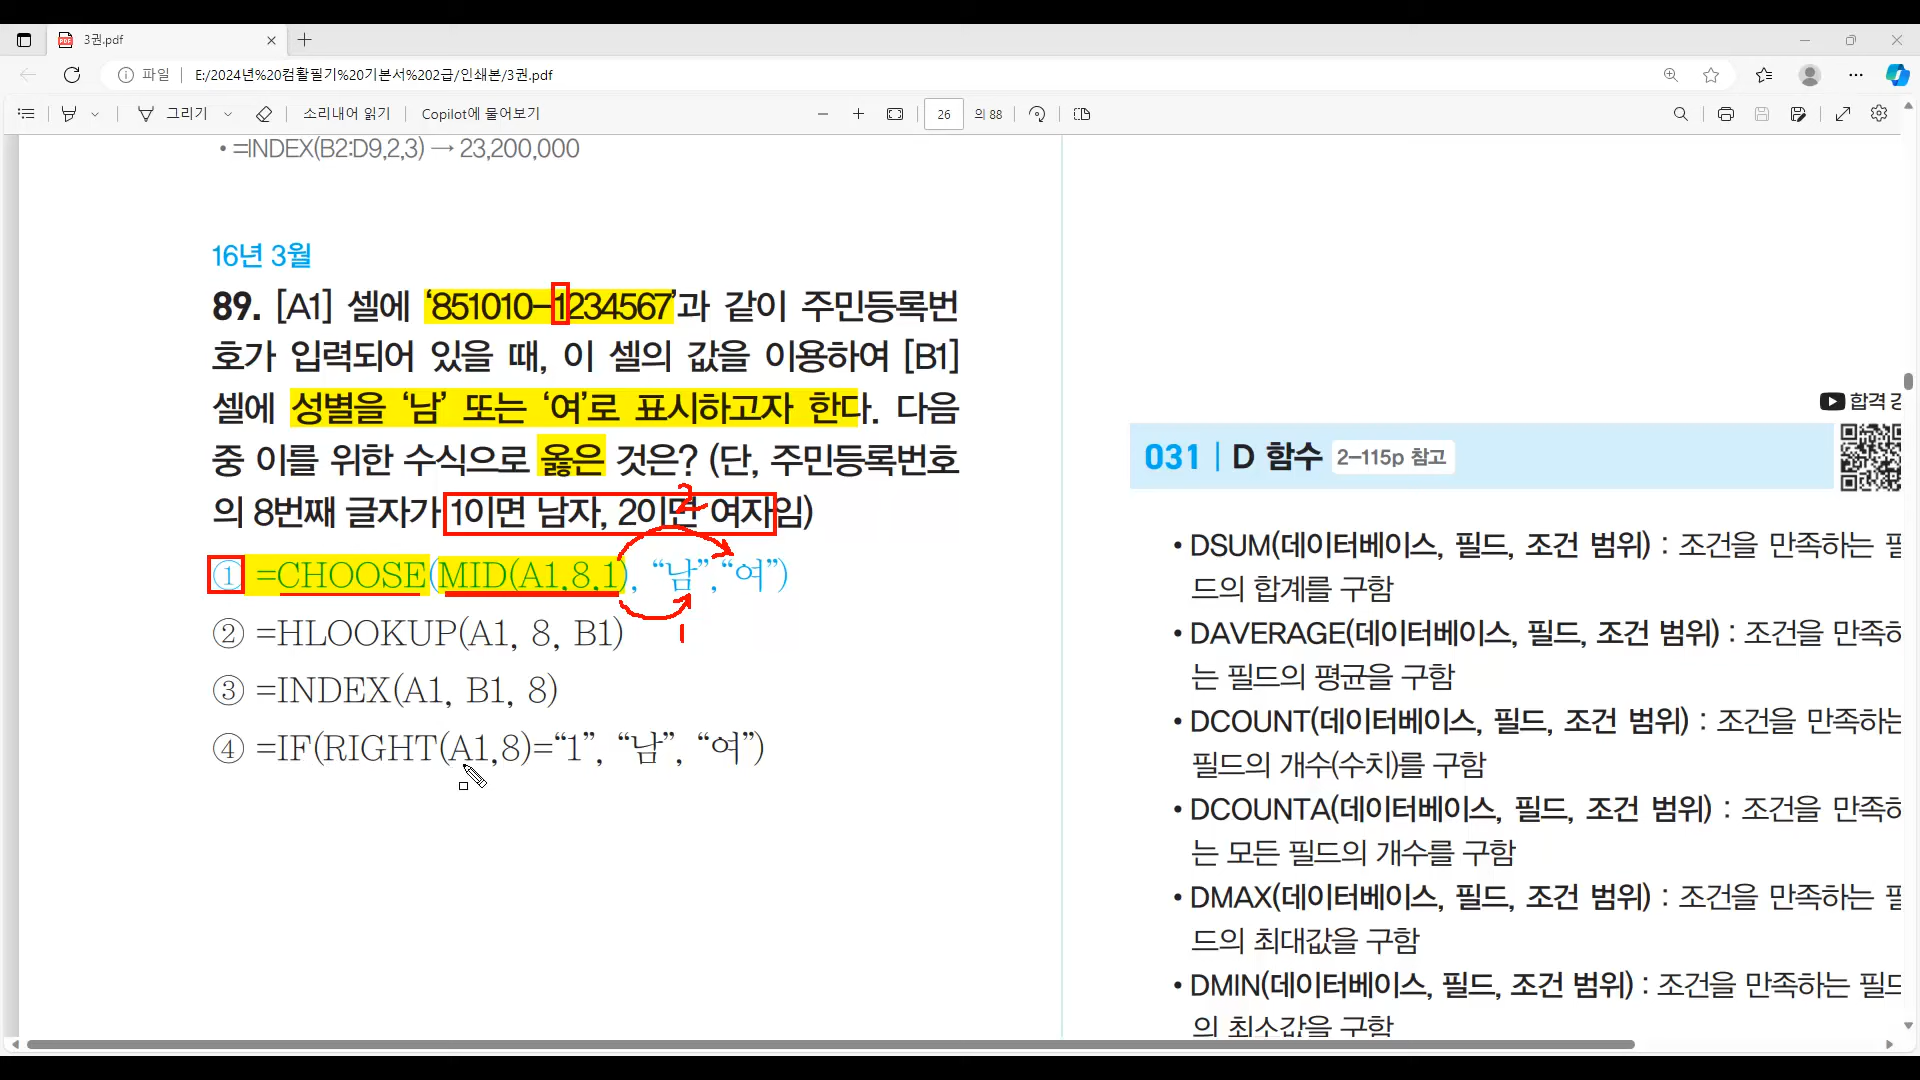 3권.pdf
파일
E:/2024년%20컴활필기%20기본서%202급/인쇄본/3권.pdf
그리기
소리내어 읽기
Copilot에 물어보기
26
의 88
• =INDEX(B2:D9,2,3) → 23,200,000
16년 3월
89. [A1] 셀에 ‘851010–1234567’과 같이 주민등록번
호가 입력되어 있을 때, 이 셀의 값을 이용하여 [B1]
셀에 성별을 ‘남’ 또는 ‘여’로 표시하고자 한다. 다음
중 이를 위한 수식으로 옳은 것은? (단, 주민등록번호
의 8번째 글자가 1이면 남자, 2이면 여자임)
2
① =CHOOSE(MID(A1,8,1), “남”,“여”)
1
② =HLOOKUP(A1, 8, B1)
③ =INDEX(A1, B1, 8)
④ =IF(RIGHT(A1,8)=“1”, “남”, “여”)
합격
031 | D 함수 2–115p 참고
• DSUM(데이터베이스, 필드, 조건 범위) : 조건을 만족하는 필
드의 합계를 구함
• DAVERAGE(데이터베이스, 필드, 조건 범위) : 조건을 만족하
는 필드의 평균을 구함
• DCOUNT(데이터베이스, 필드, 조건 범위) : 조건을 만족하는
필드의 개수(수치)를 구함
• DCOUNTA(데이터베이스, 필드, 조건 범위) : 조건을 만족하
는 모든 필드의 개수를 구함
• DMAX(데이터베이스, 필드, 조건 범위) : 조건을 만족하는 필
드의 최대값을 구함
• DMIN(데이터베이스, 필드, 조건 범위) : 조건을 만족하는 필드
의 최소값을 구함